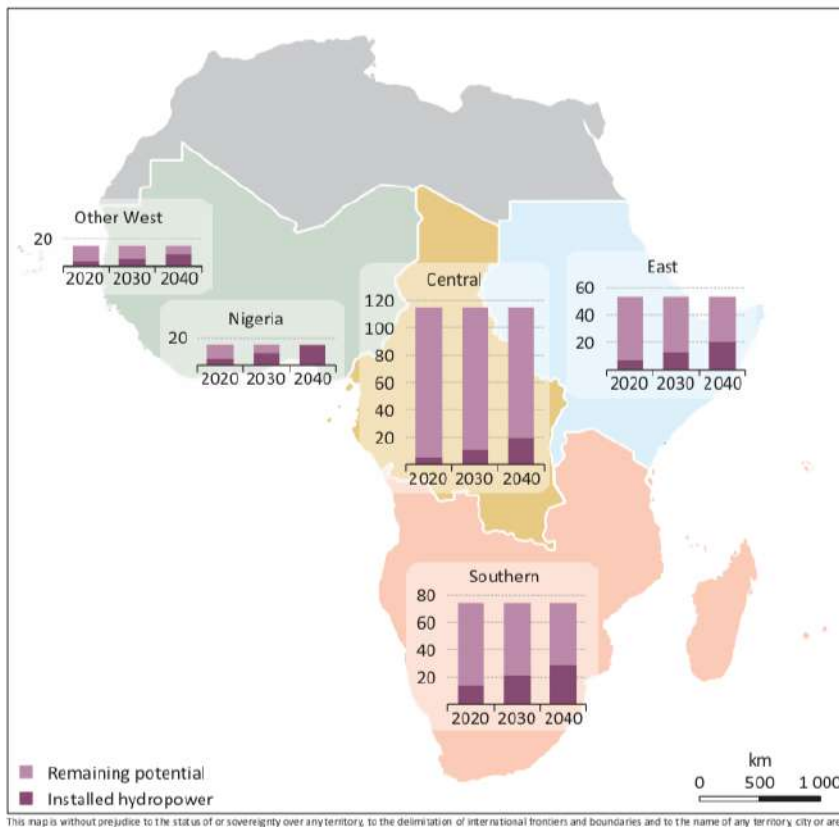 Other West
20
2020 2030 2040
Nigeria
20
2020 2030 2040
Central
120
100
80
60
40
20
2020 2030 2040
East
60
40
20
2020 2030 2040
Southern
80
60
40
20
2020 2030 2040
Remaining potential
Installed hydropower
km
0 500 1 000
This map is without prejudice to the status of or sovereignty over any territory, to the delimitation of international frontiers and boundaries and to the name of any territory, city or are